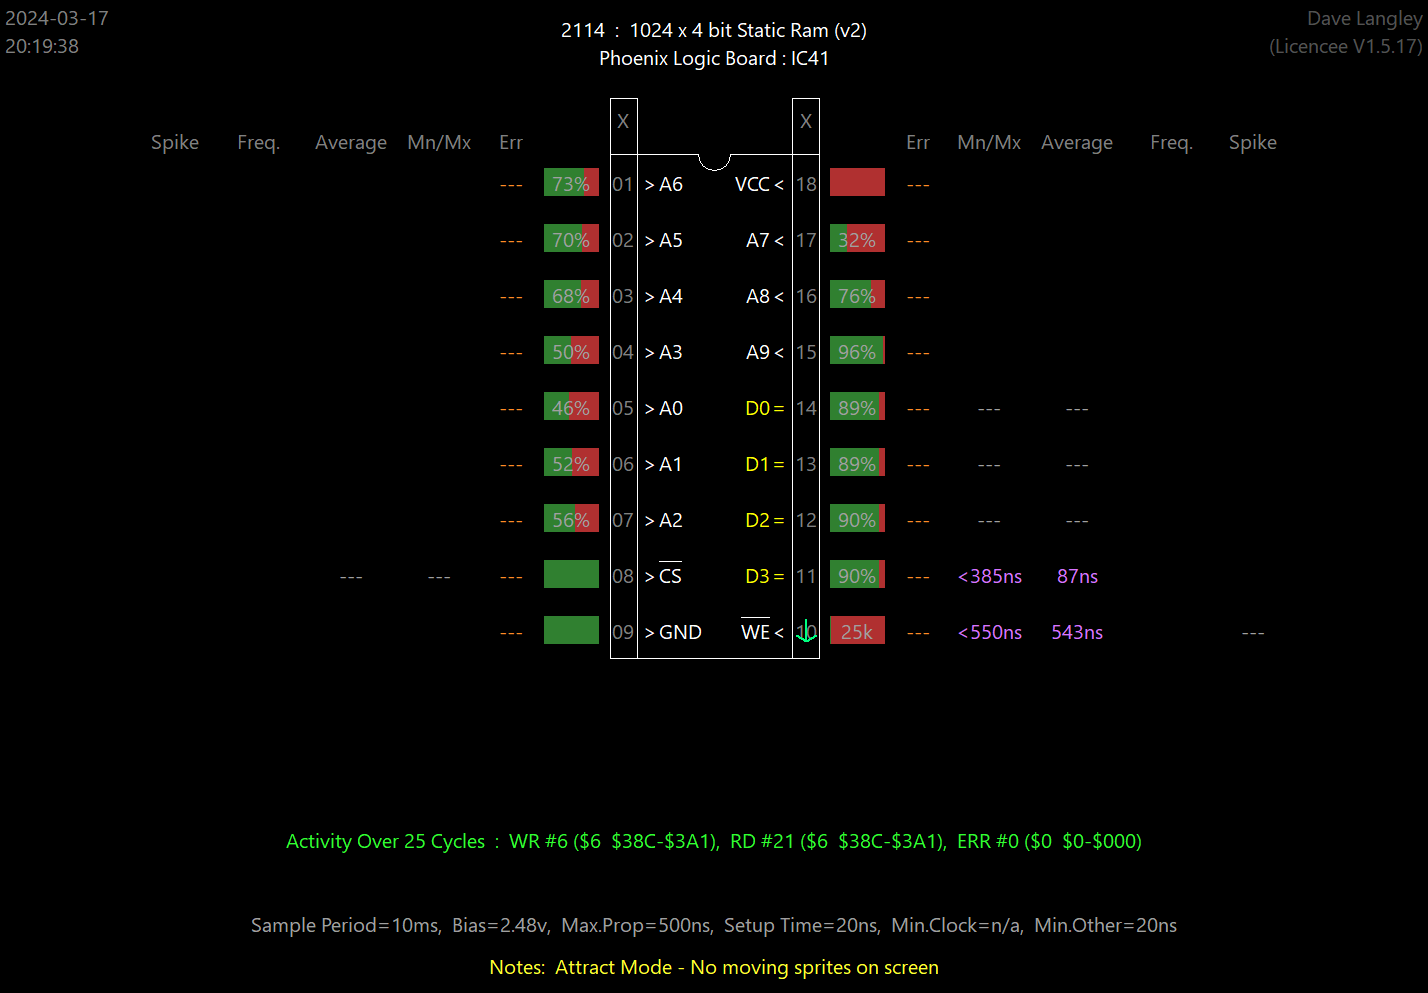 2024-03-17
20:19:38
2114 : 1024 x 4 bit Static Ram (v2)
Phoenix Logic Board : IC41
Dave Langley
(Licencee V1.5.17)
X X
Spike Freq. Average Mn/Mx Err Err Mn/Mx Average Freq. Spike
--- 73% 01 > A6 VCC < 18 ---
--- 70% 02 > A5 A7 < 17 32% ---
--- 68% 03 > A4 A8 < 16 76% ---
--- 50% 04 > A3 A9 < 15 96% ---
--- 46% 05 > A0 D0 = 14 89% --- --- ---
--- 52% 06 > A1 D1 = 13 89% --- --- ---
--- 56% 07 > A2 D2 = 12 90% --- --- ---
--- --- --- 08 > C̅S̅ D3 = 11 90% --- <385ns 87ns
--- 09 > GND W̅E̅ < 10 25k --- <550ns 543ns ---
Activity Over 25 Cycles : WR #6 ($6 $38C-$3A1), RD #21 ($6 $38C-$3A1), ERR #0 ($0 $0-$000)
Sample Period=10ms, Bias=2.48v, Max.Prop=500ns, Setup Time=20ns, Min.Clock=n/a, Min.Other=20ns
Notes: Attract Mode - No moving sprites on screen